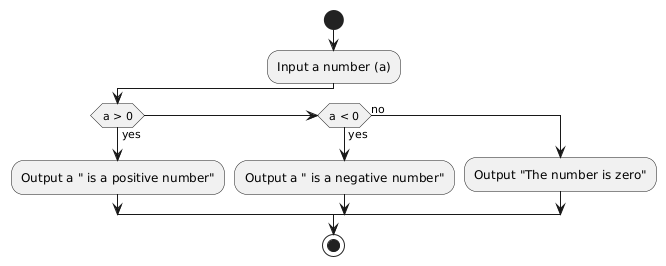 Input a number (a)
a > 0
a < 0
no
yes
yes
Output a " is a positive number"
Output a " is a negative number"
Output "The number is zero"